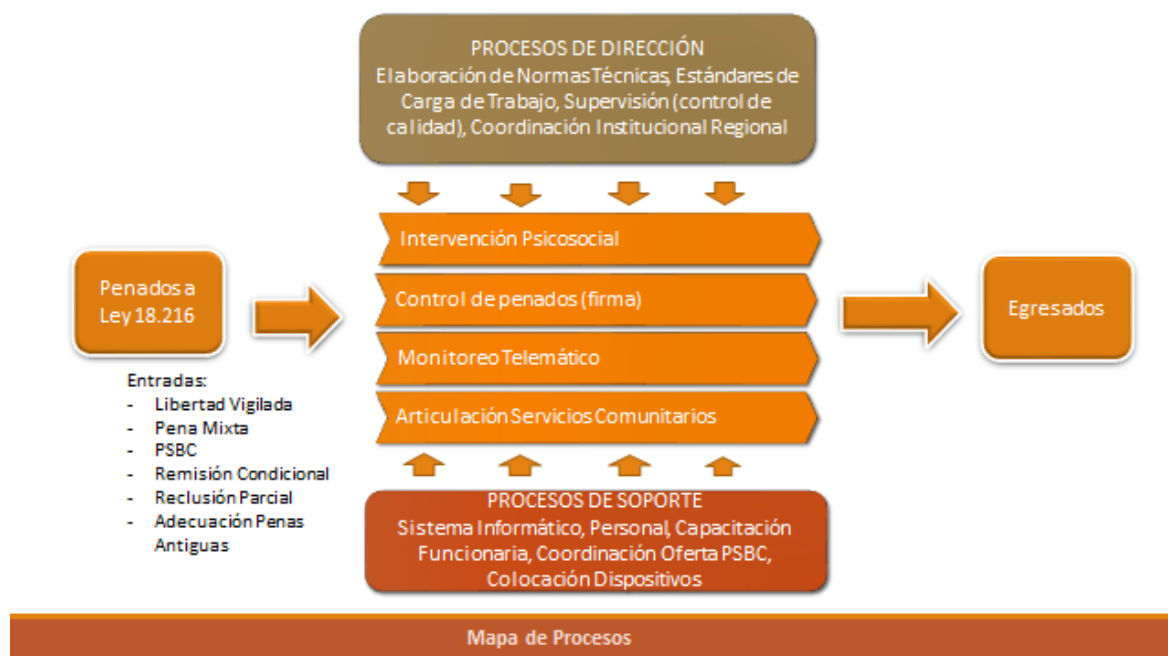 PROCESOS DE DIRECCIÓN
Elaboración de Normas Técnicas, Estándares de
Carga de Trabajo, Supervisión (control de
calidad), Coordinación Institucional Regional
Penados a
Ley 18.216
Entradas:
- Libertad Vigilada
- Pena Mixta
- PSBC
- Remisión Condicional
- Reclusión Parcial
- Adecuación Penas
Antiguas
Intervención Psicosocial
Control de penados (firma)
Monitoreo Telemático
Articulación Servicios Comunitarios
Egresados
PROCESOS DE SOPORTE
Sistema Informático, Personal, Capacitación
Funcionaria, Coordinación Oferta PSBC,
Colocación Dispositivos
Mapa de Procesos